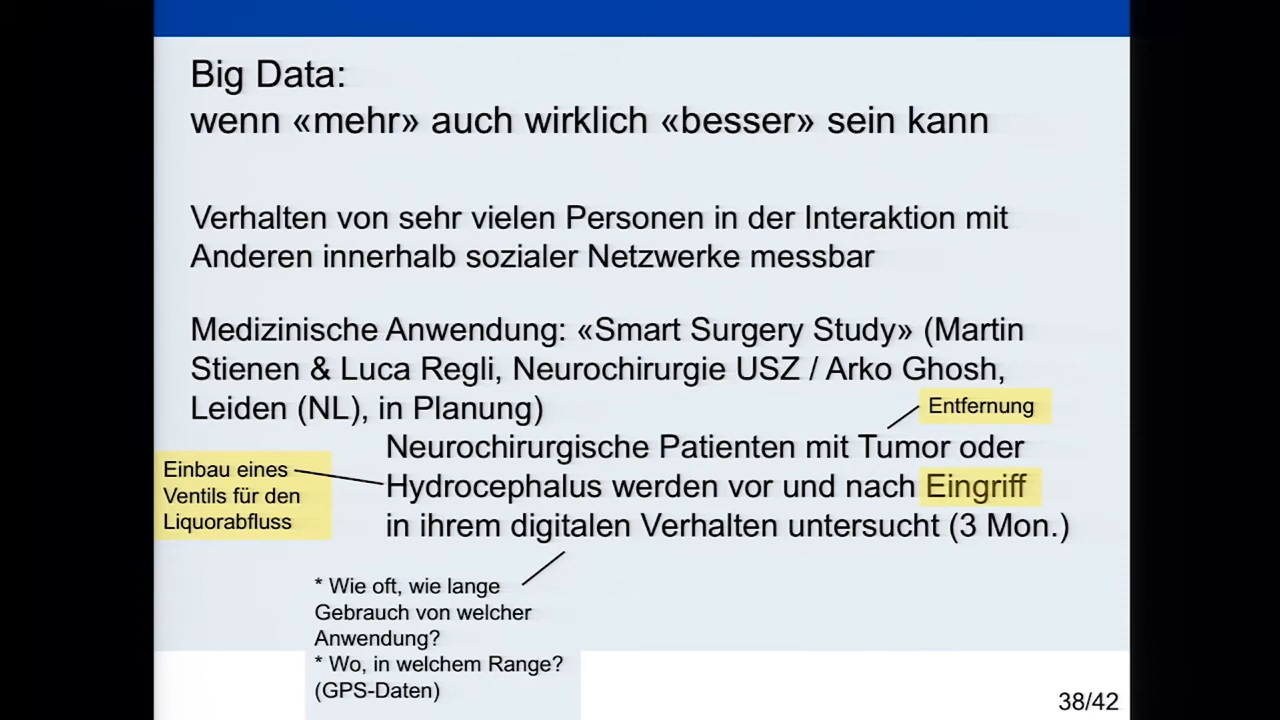 Big Data:
wenn «mehr» auch wirklich «besser» sein kann
Verhalten von sehr vielen Personen in der Interaktion mit
Anderen innerhalb sozialer Netzwerke messbar
Medizinische Anwendung: «Smart Surgery Study» (Martin
Stienen & Luca Regli, Neurochirurgie USZ / Arko Ghosh,
Leiden (NL), in Planung)
Entfernung
Neurochirurgische Patienten mit Tumor oder
Hydrocephalus werden vor und nach Eingriff
in ihrem digitalen Verhalten untersucht (3 Mon.)
Einbau eines
Ventils für den
Liquorabfluss
* Wie oft, wie lange
Gebrauch von welcher
Anwendung?
* Wo, in welchem Range?
(GPS-Daten)
38/42